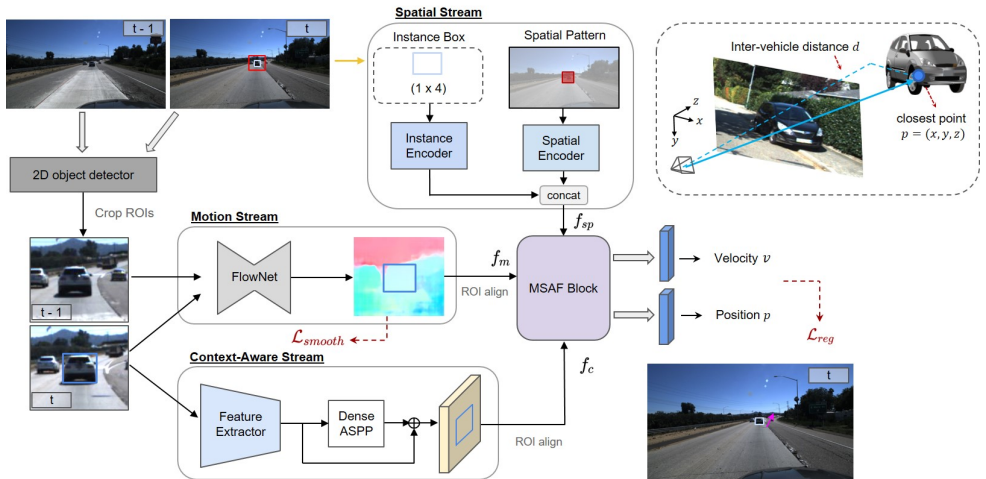 t - 1
t
Spatial Stream
Instance Box
(1 x 4)
Spatial Pattern
Instance
Encoder
Spatial
Encoder
concat
f_sp
Inter-vehicle distance d
z
x
y
closest point
p = (x, y, z)
2D object detector
Crop ROIs
t - 1
t
Motion Stream
FlowNet
ℒ_smooth
f_m
ROI align
MSAF Block
Velocity v
Position p
ℒ_reg
Context-Aware Stream
Feature
Extractor
Dense
ASPP
f_c
ROI align
t